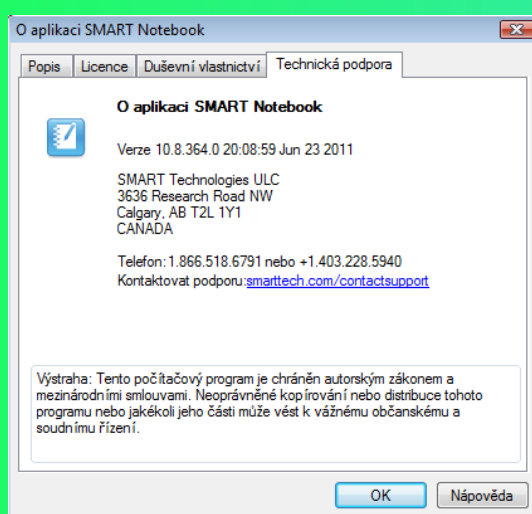 O aplikaci SMART Notebook
Popis Licence Duševní vlastnictví Technická podpora
O aplikaci SMART Notebook
Verze 10.8.364.0 20:08:59 Jun 23 2011
SMART Technologies ULC
3636 Research Road NW
Calgary, AB T2L 1Y1
CANADA
Telefon: 1.866.518.6791 nebo +1.403.228.5940
Kontaktovat podporu:smarttech.com/contactsupport
Výstraha: Tento počítačový program je chráněn autorským zákonem a
mezinárodními smlouvami. Neoprávněné kopírování nebo distribuce tohoto
programu nebo jakékoli jeho části může vést k vážnému občanskému a
soudnímu řízení.
OK Nápověda